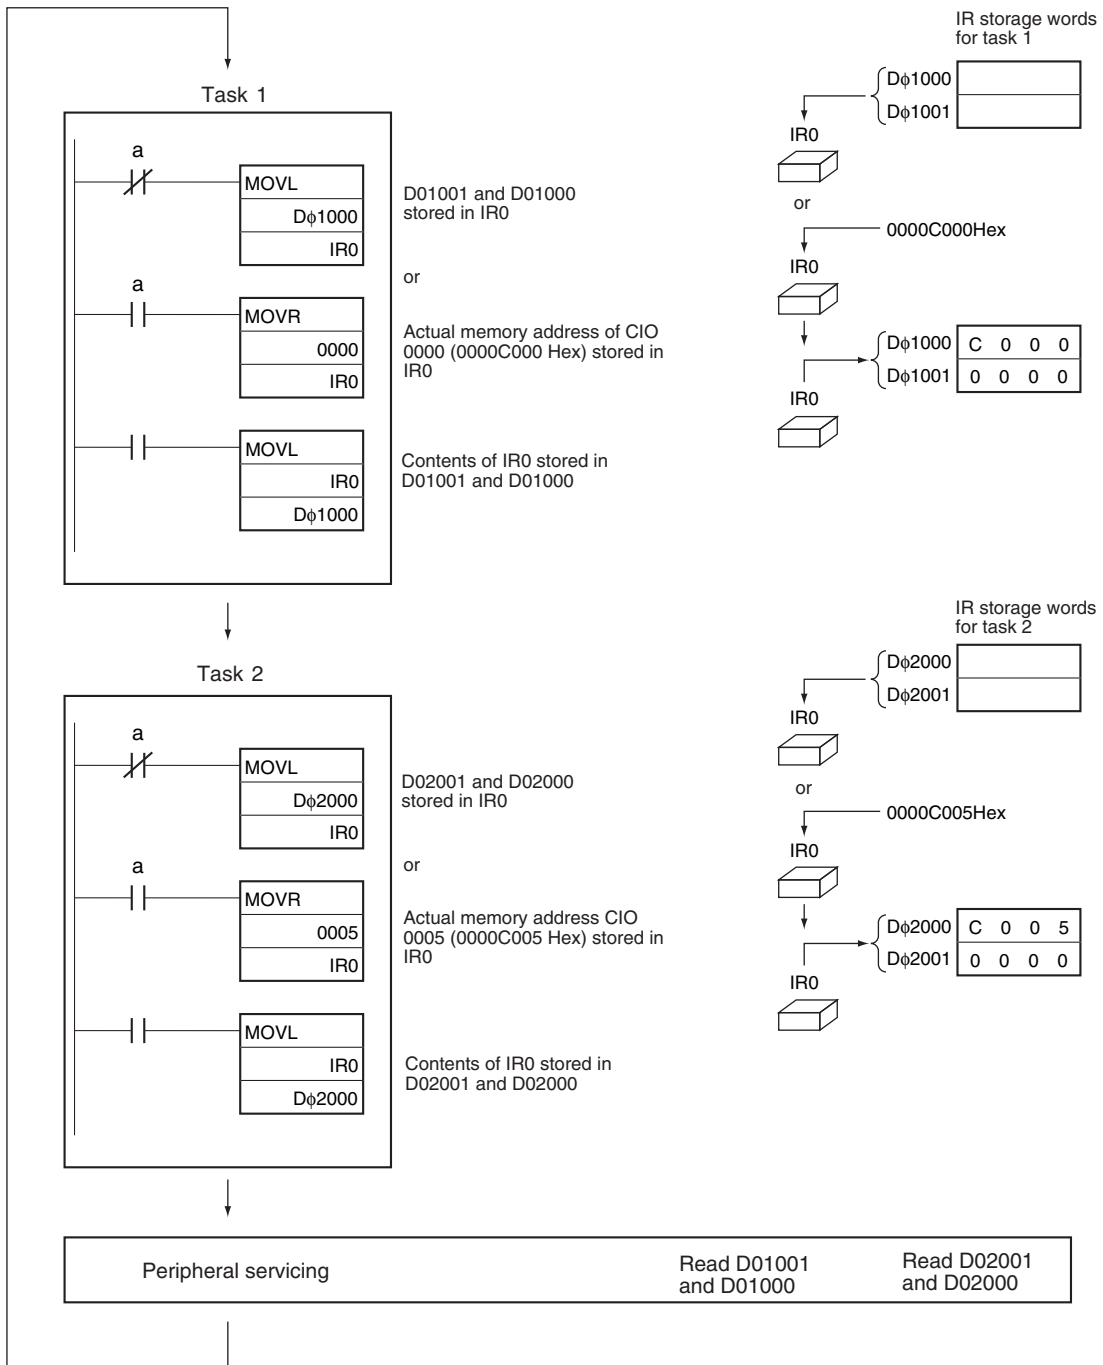 IR storage words
for task 1
Task 1
Dϕ1000
Dϕ1001
IR0
or
0000C000Hex
IR0
Dϕ1000 C 0 0 0
Dϕ1001 0 0 0 0
IR0
a
MOVL
Dϕ1000
IR0
D01001 and D01000
stored in IR0
or
a
MOVR
0000
IR0
Actual memory address of CIO
0000 (0000C000 Hex) stored in
IR0
MOVL
IR0
Dϕ1000
Contents of IR0 stored in
D01001 and D01000
IR storage words
for task 2
Task 2
Dϕ2000
Dϕ2001
IR0
or
0000C005Hex
IR0
Dϕ2000 C 0 0 5
Dϕ2001 0 0 0 0
IR0
a
MOVL
Dϕ2000
IR0
D02001 and D02000
stored in IR0
or
a
MOVR
0005
IR0
Actual memory address CIO
0005 (0000C005 Hex) stored in
IR0
MOVL
IR0
Dϕ2000
Contents of IR0 stored in
D02001 and D02000
Peripheral servicing
Read D01001
and D01000
Read D02001
and D02000